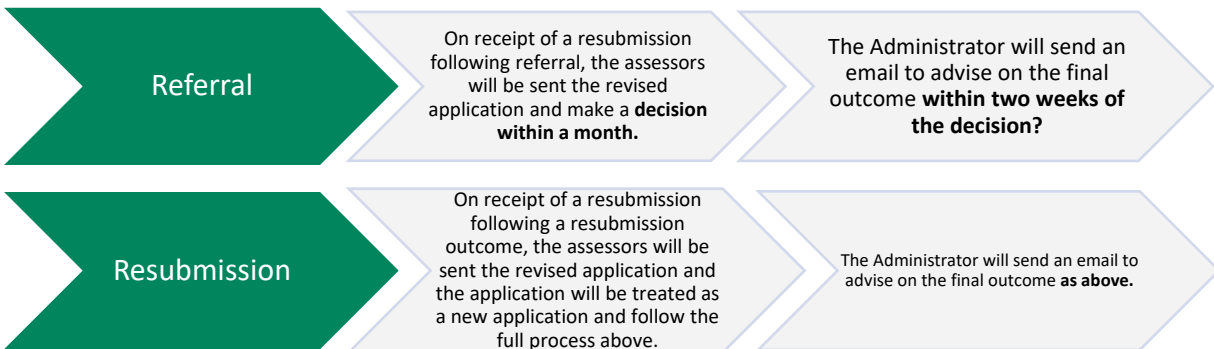 Referral
On receipt of a resubmission
following referral, the assessors
will be sent the revised
application and make a decision
within a month.
The Administrator will send an
email to advise on the final
outcome within two weeks of
the decision?
Resubmission
On receipt of a resubmission
following a resubmission
outcome, the assessors will be
sent the revised application and
the application will be treated as
a new application and follow the
full process above.
The Administrator will send an email to
advise on the final outcome as above.